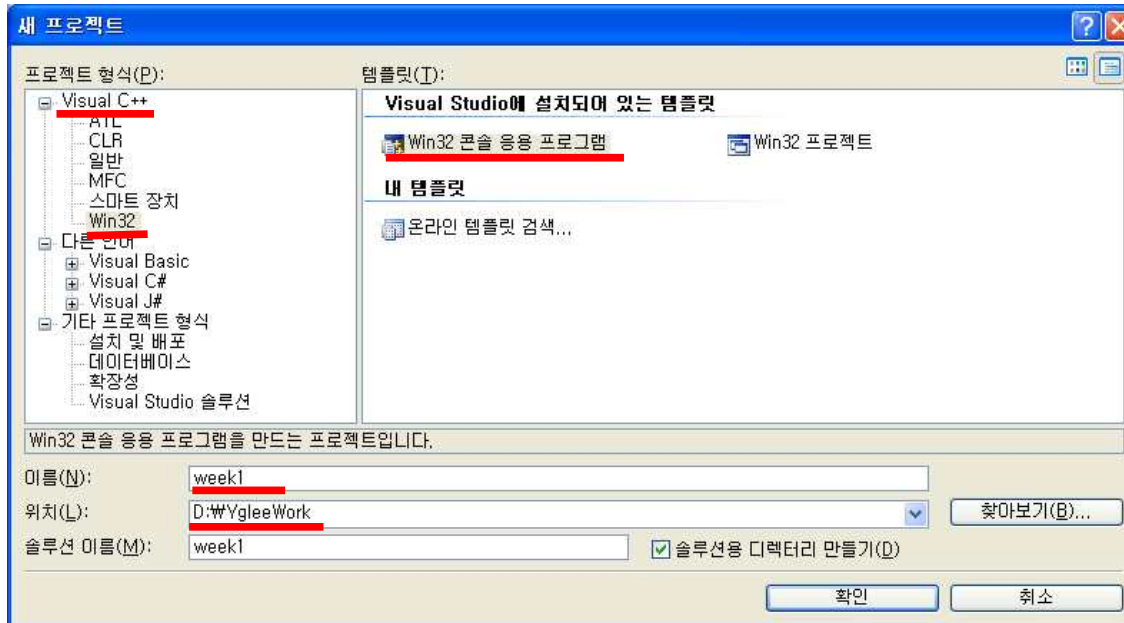 새 프로젝트
프로젝트 형식(P):
템플릿(T):
Visual C++
ATL
CLR
일반
MFC
스마트 장치
Win32
다른 언어
Visual Basic
Visual C#
Visual J#
기타 프로젝트 형식
설치 및 배포
데이터베이스
확장성
Visual Studio 솔루션
Visual Studio에 설치되어 있는 템플릿
Win32 콘솔 응용 프로그램
Win32 프로젝트
내 템플릿
온라인 템플릿 검색...
Win32 콘솔 응용 프로그램을 만드는 프로젝트입니다.
이름(N):
week1
위치(L):
D:₩YgleeWork
찾아보기(B)...
솔루션 이름(M):
week1
솔루션용 디렉터리 만들기(D)
확인
취소